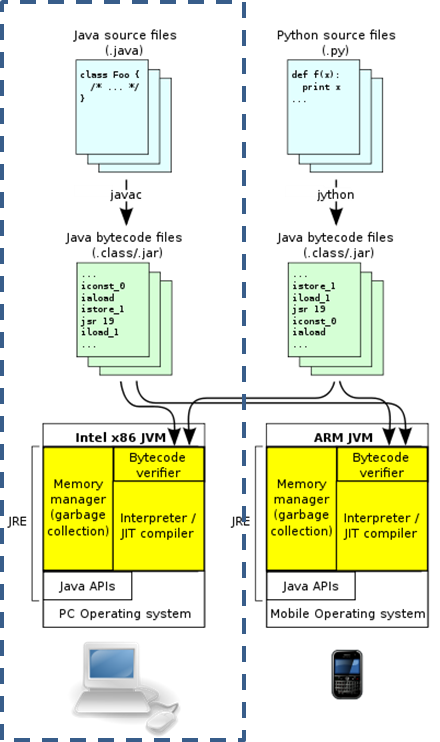 Java source files
(.java)
class Foo {
/* ... */
}
javac
Java bytecode files
(.class/.jar)
...
iconst_0
iaload
istore_1
jsr 19
iload_1
...
Python source files
(.py)
def f(x):
print x
...
jython
Java bytecode files
(.class/.jar)
...
istore_1
iload_1
jsr 19
iconst_0
iaload
...
Intel x86 JVM
Bytecode
verifier
Memory
manager
(garbage
collection)
Interpreter /
JIT compiler
JRE
Java APIs
PC Operating system
ARM JVM
Bytecode
verifier
Memory
manager
(garbage
collection)
Interpreter /
JIT compiler
JRE
Java APIs
Mobile Operating system